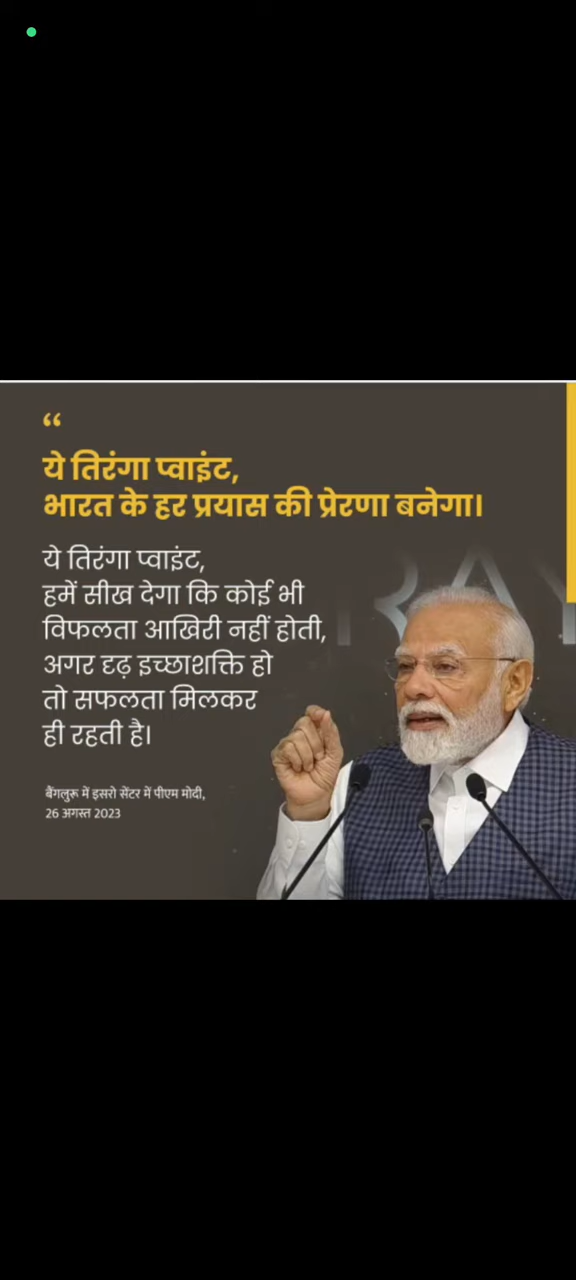 “
ये तिरंगा प्वाइंट,
भारत के हर प्रयास की प्रेरणा बनेगा।
ये तिरंगा प्वाइंट,
हमें सीख देगा कि कोई भी
विफलता आखिरी नहीं होती,
अगर दृढ़ इच्छाशक्ति हो
तो सफलता मिलकर
ही रहती है।
बैंगलुरू में इसरो सेंटर में पीएम मोदी,
26 अगस्त 2023
RAY